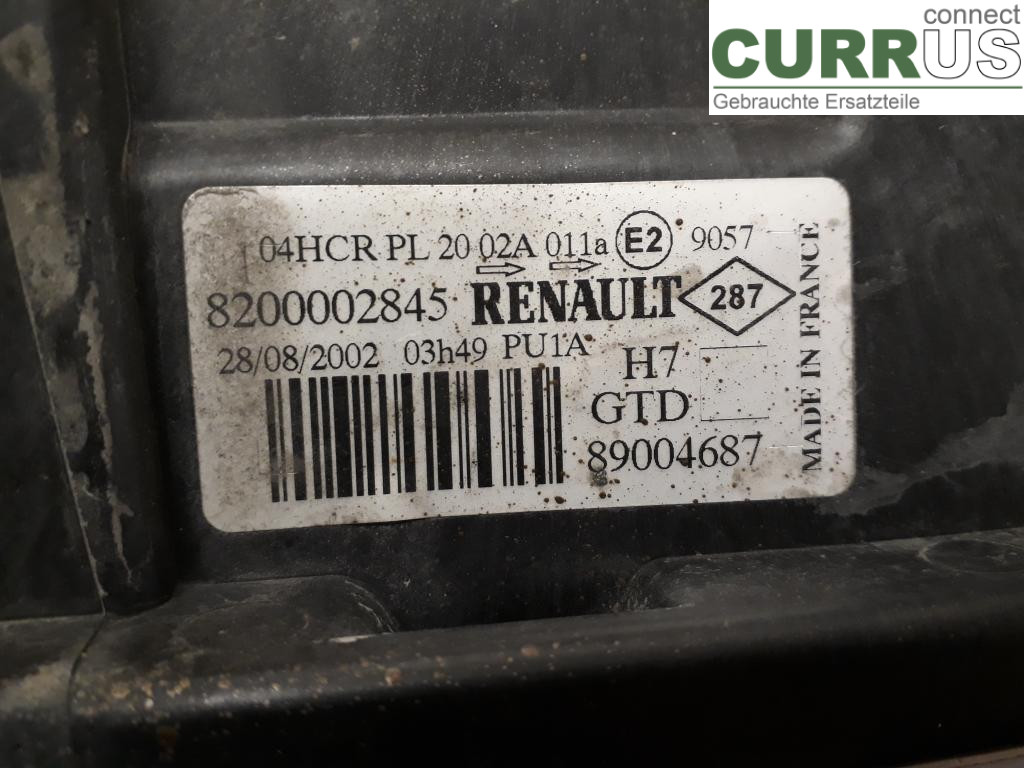 connect
CURRUS
Gebrauchte Ersatzteile
04HCR PL 20 02A 011a E2 9057
8200002845 RENAULT 287
28/08/2002 03h49 PU1A H7
GTD
89004687
MADE IN FRANCE